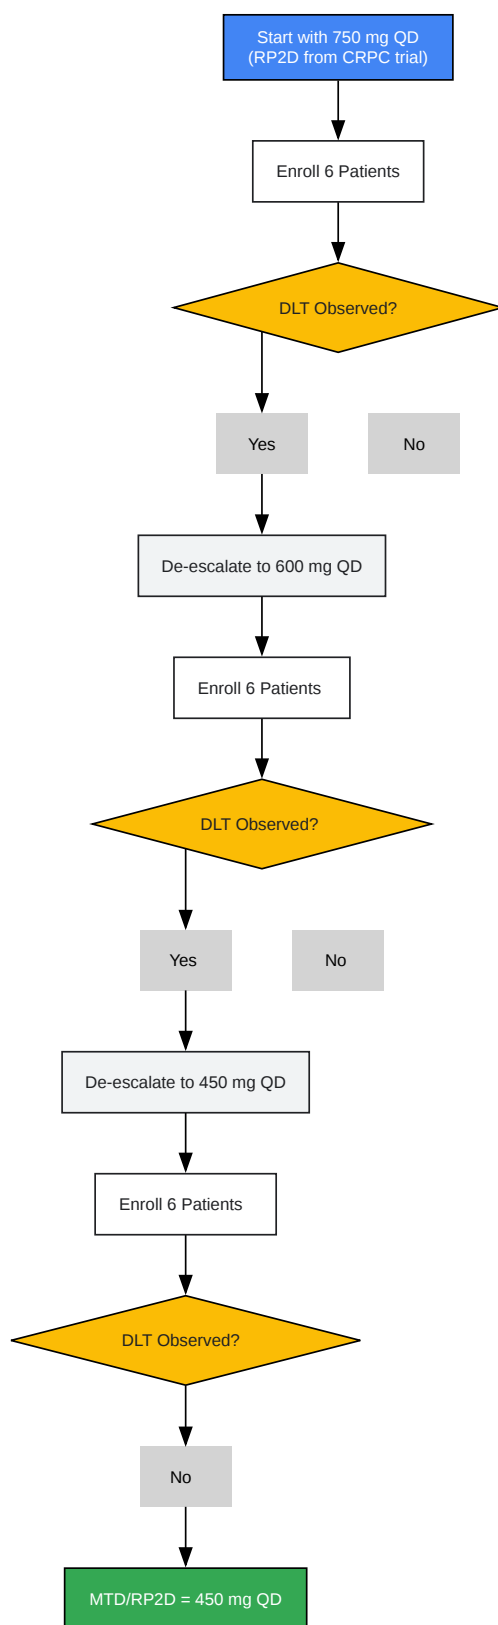 Start with 750 mg QD
(RP2D from CRPC trial)
Enroll 6 Patients
DLT Observed?
Yes
No
De-escalate to 600 mg QD
Enroll 6 Patients
DLT Observed?
Yes
No
De-escalate to 450 mg QD
Enroll 6 Patients
DLT Observed?
No
MTD/RP2D = 450 mg QD